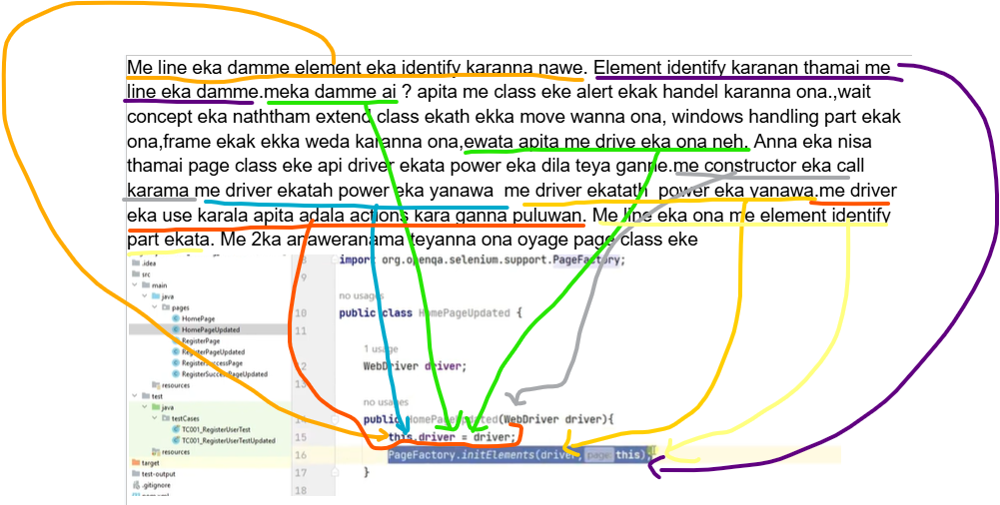 Me line eka damme element eka identify karanna nawe. Element identify karanan thamai me
line eka damme.meka damme ai ? apita me class eke alert ekak handel karanna ona.,wait
concept eka naththam extend class ekath ekka move wanna ona, windows handling part ekak
ona,frame ekak ekka weda karanna ona,ewata apita me drive eka ona neh. Anna eka nisa
thamai page class eke api driver ekata power eka dila teya ganne.me constructor eka call
karama me driver ekatah power eka yanawa me driver ekatath power eka yanawa.me driver
eka use karala apita adala actions kara ganna puluwan. Me line eka ona me element identify
part ekata. Me 2ka anaweranama teyanna ona oyage page class eke
.idea
src
main
java
pages
HomePage
HomePageUpdated
RegisterPage
RegisterPageUpdated
RegisterSuccessPage
RegisterSuccessPageUpdated
resources
test
java
testCases
TC001_RegisterUserTest
TC001_RegisterUserTestUpdated
resources
target
test-output
.gitignore
import org.openqa.selenium.support.PageFactory;
9
no usages
10 public class HomePageUpdated {
11
1 usage
WebDriver driver;
13
no usages
public HomePageUpdated(WebDriver driver){
15 this.driver = driver;
16 PageFactory.initElements(driver, page: this);
17 }
18